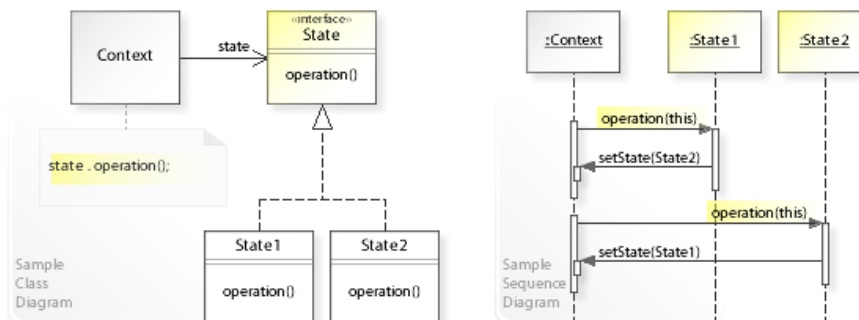 Context
state
«interface»
State
operation()
state . operation();
State1
operation()
State2
operation()
Sample
Class
Diagram
:Context
:State1
:State2
operation(this)
setState(State2)
operation(this)
setState(State1)
Sample
Sequence
Diagram